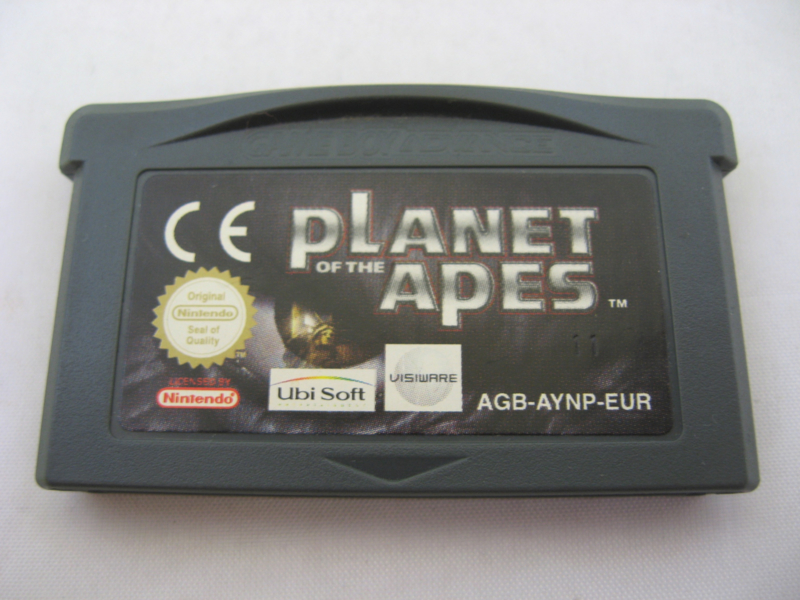 GAME BOY ADVANCE
CE
PLANET
OF THE
APES
TM
Original
Nintendo
Seal of
Quality
TM
11
LICENSED BY
Nintendo
Ubi Soft
VISIWARE
AGB-AYNP-EUR